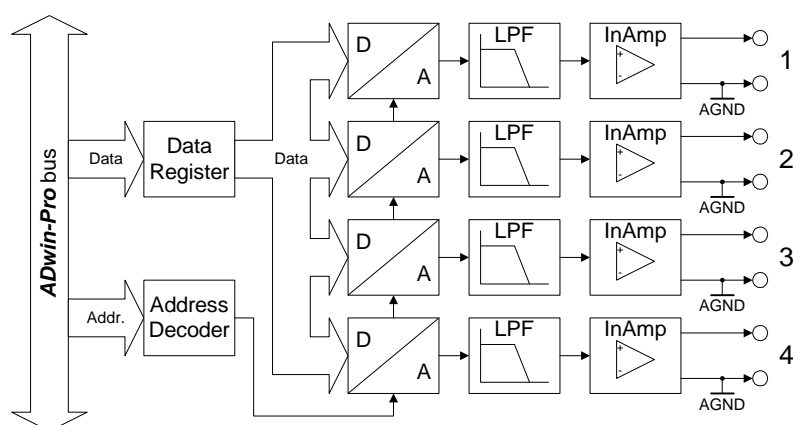 ADwin-Pro bus
Data
Data
Register
Data
Addr.
Address
Decoder
D
A
LPF
InAmp
+
-
AGND
1
D
A
LPF
InAmp
+
-
AGND
2
D
A
LPF
InAmp
+
-
AGND
3
D
A
LPF
InAmp
+
-
AGND
4